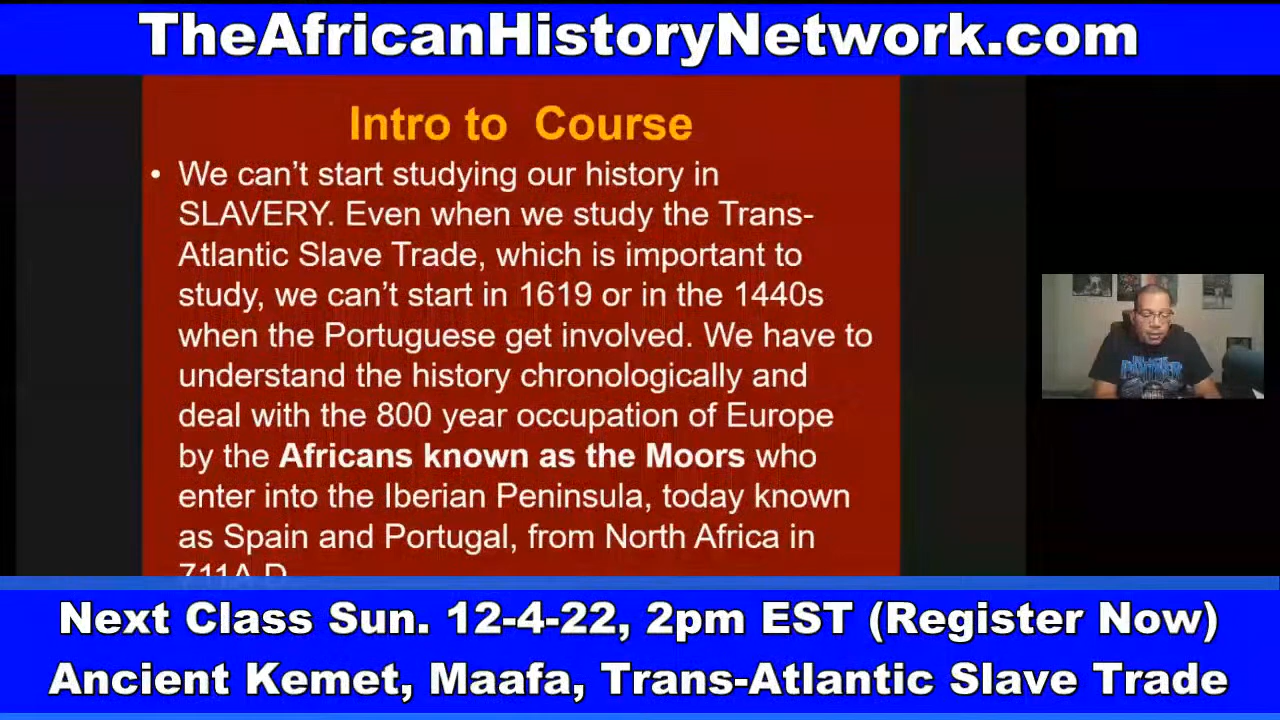 TheAfricanHistoryNetwork.com
Intro to Course
• We can't start studying our history in
SLAVERY. Even when we study the Trans-
Atlantic Slave Trade, which is important to
study, we can't start in 1619 or in the 1440s
when the Portuguese get involved. We have to
understand the history chronologically and
deal with the 800 year occupation of Europe
by the Africans known as the Moors who
enter into the Iberian Peninsula, today known
as Spain and Portugal, from North Africa in
711A.D.
Next Class Sun. 12-4-22, 2pm EST (Register Now)
Ancient Kemet, Maafa, Trans-Atlantic Slave Trade